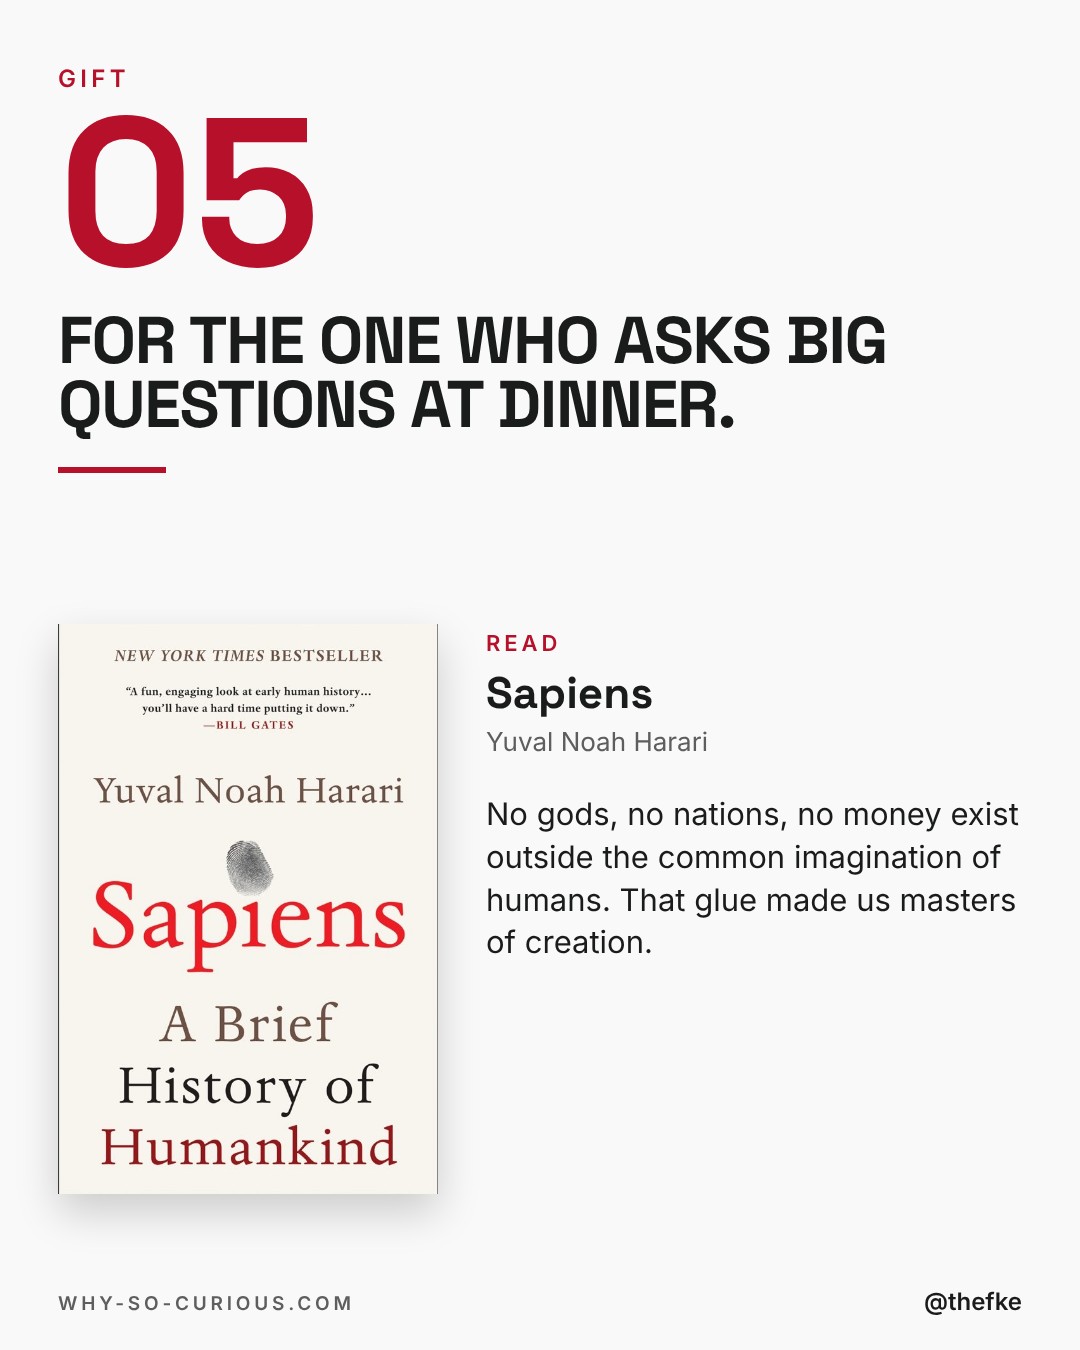 GIFT
05
FOR THE ONE WHO ASKS BIG
QUESTIONS AT DINNER.
NEW YORK TIMES BESTSELLER
“A fun, engaging look at early human history…
you’ll have a hard time putting it down.”
—BILL GATES
Yuval Noah Harari
Sapiens
A Brief
History of
Humankind
READ
Sapiens
Yuval Noah Harari
No gods, no nations, no money exist
outside the common imagination of
humans. That glue made us masters
of creation.
WHY-SO-CURIOUS.COM
@thefke